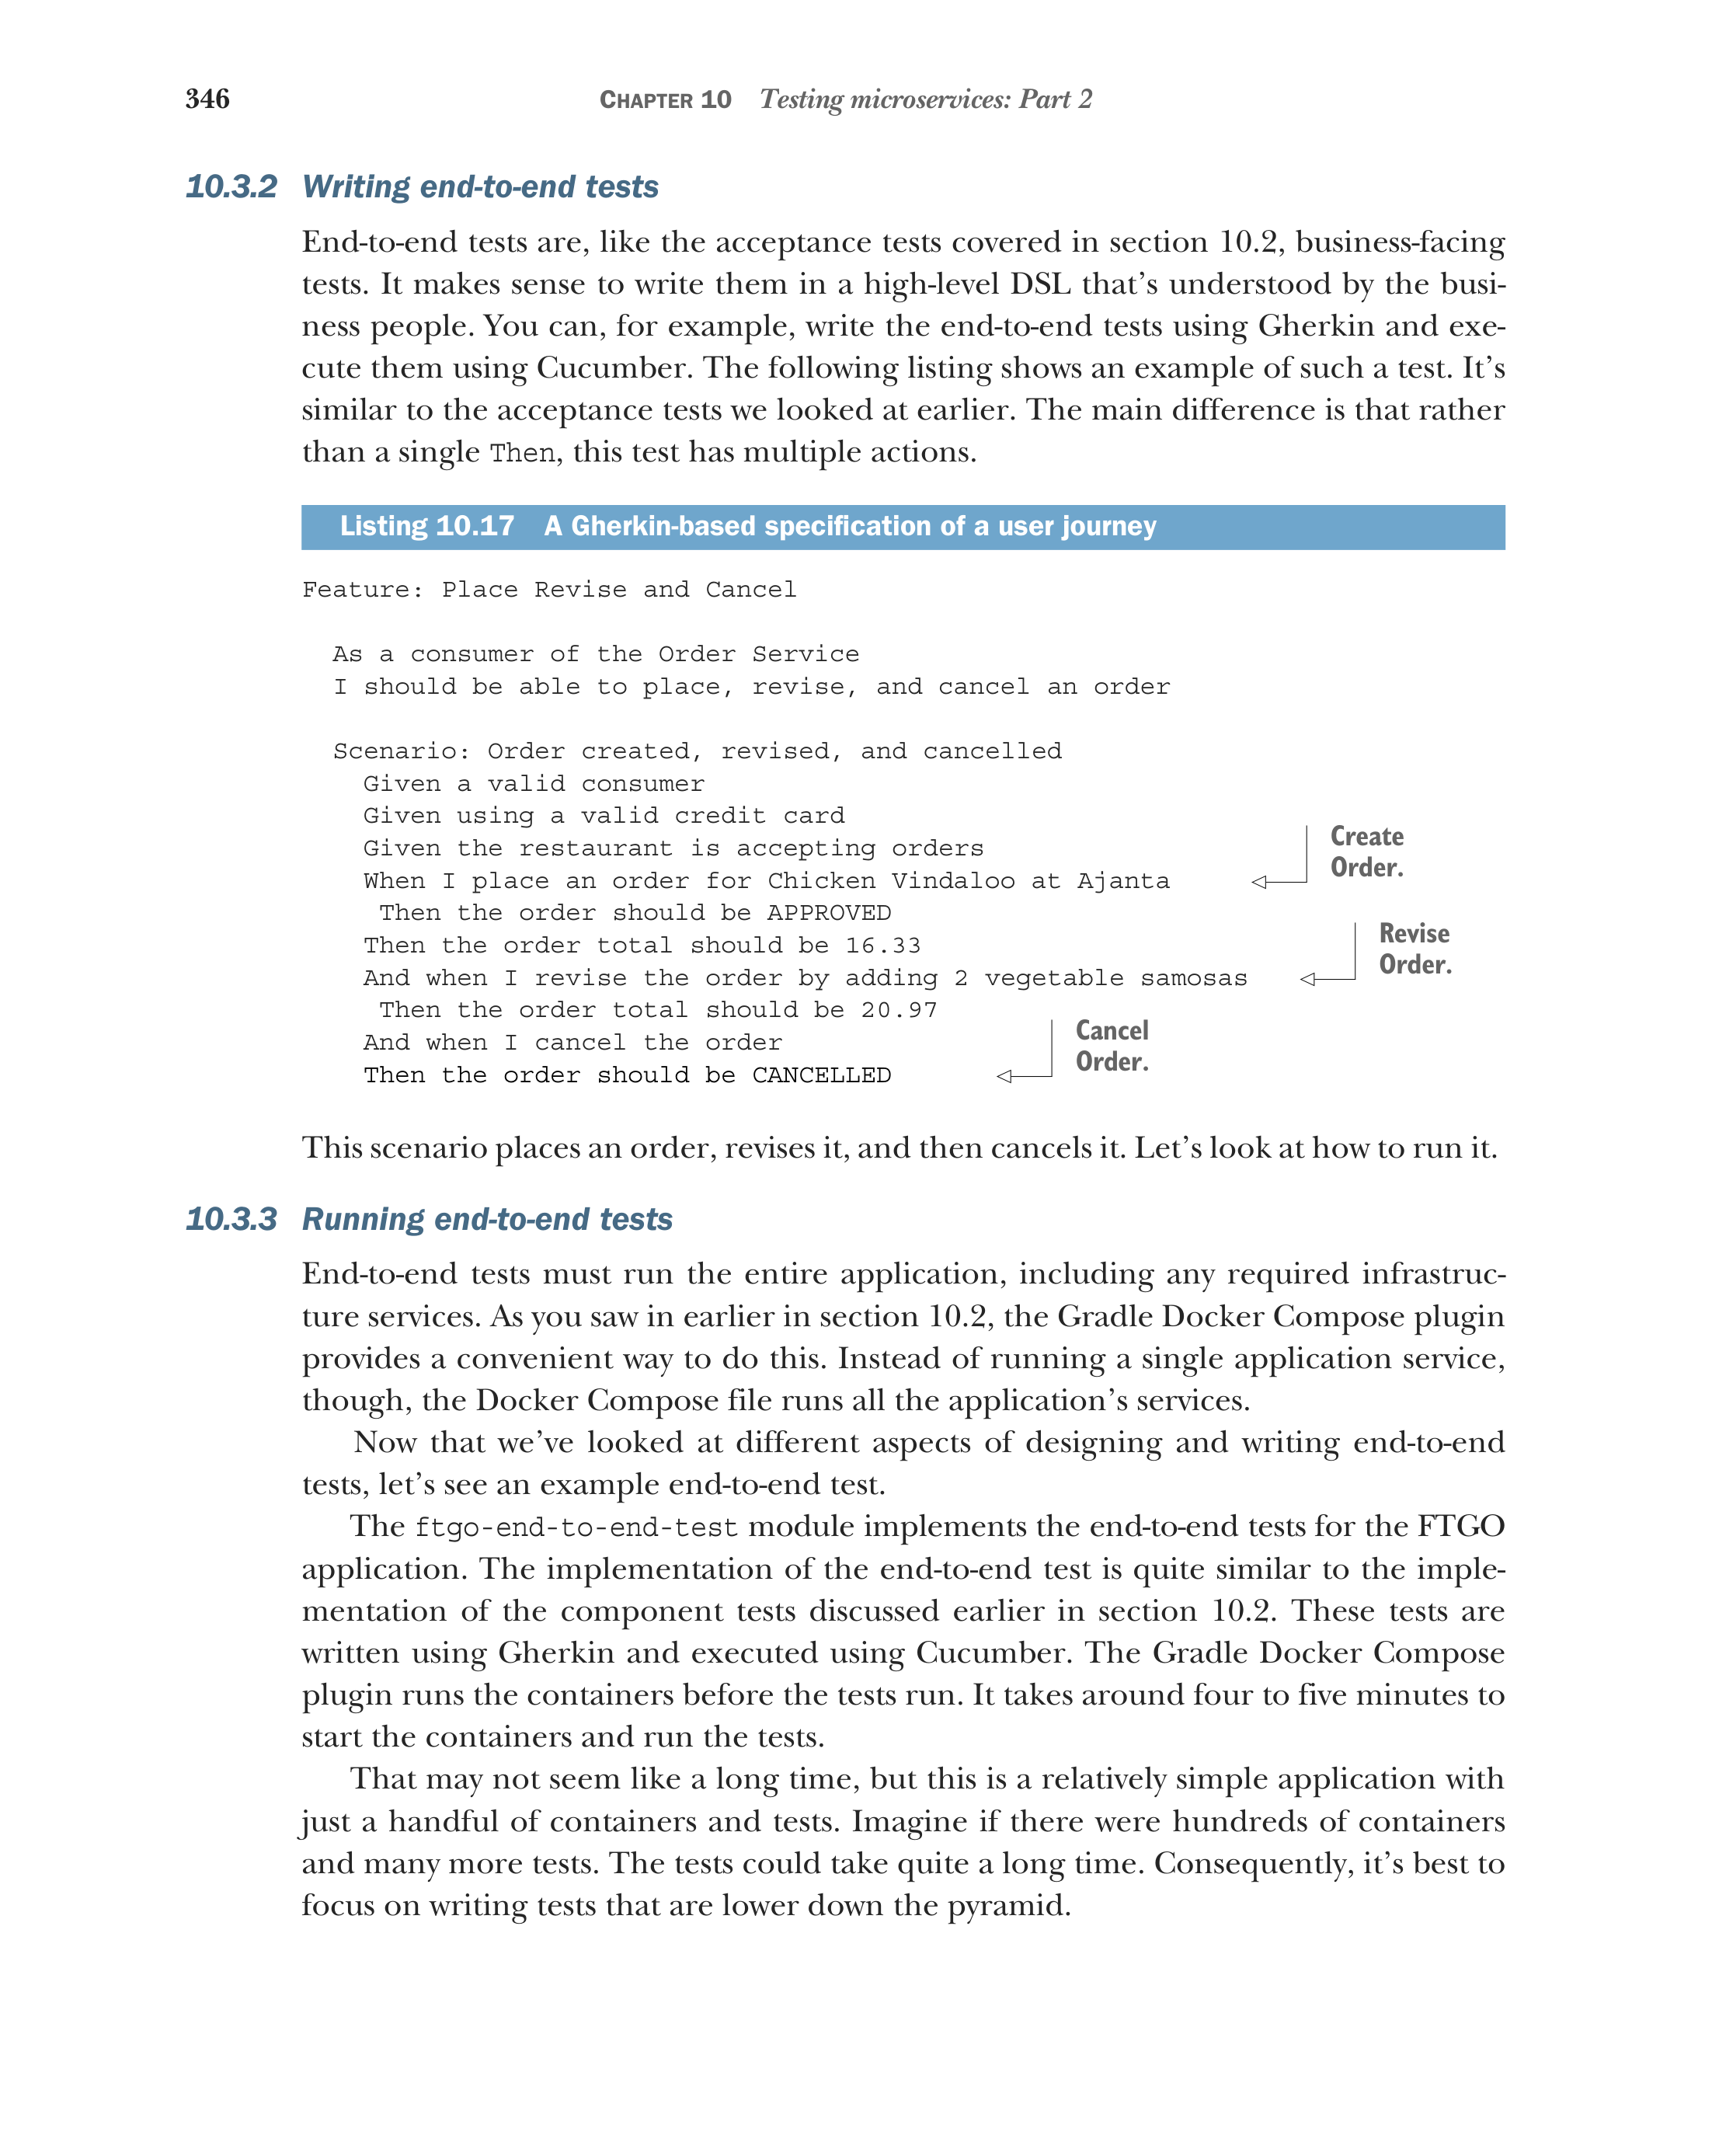 346
CHAPTER 10 Testing microservices: Part 2
10.3.2 Writing end-to-end tests
End-to-end tests are, like the acceptance tests covered in section 10.2, business-facing
tests. It makes sense to write them in a high-level DSL that's understood by the busi-
ness people. You can, for example, write the end-to-end tests using Gherkin and exe-
cute them using Cucumber. The following listing shows an example of such a test. It's
similar to the acceptance tests we looked at earlier. The main difference is that rather
than a single Then, this test has multiple actions.
Listing 10.17 A Gherkin-based specification of a user journey
Feature: Place Revise and Cancel
As a consumer of the Order Service
I should be able to place, revise, and cancel an order
Scenario: Order created, revised, and cancelled
Given a valid consumer
Given using a valid credit card
Given the restaurant is accepting orders
When I place an order for Chicken Vindaloo at Ajanta
Create
Order.
Then the order should be APPROVED
Then the order total should be 16.33
And when I revise the order by adding 2 vegetable samosas
Revise
Order.
Then the order total should be 20.97
And when I cancel the order
Then the order should be CANCELLED
Cancel
Order.
This scenario places an order, revises it, and then cancels it. Let's look at how to run it.
10.3.3 Running end-to-end tests
End-to-end tests must run the entire application, including any required infrastruc-
ture services. As you saw in earlier in section 10.2, the Gradle Docker Compose plugin
provides a convenient way to do this. Instead of running a single application service,
though, the Docker Compose file runs all the application's services.
Now that we've looked at different aspects of designing and writing end-to-end
tests, let's see an example end-to-end test.
The ftgo-end-to-end-test module implements the end-to-end tests for the FTGO
application. The implementation of the end-to-end test is quite similar to the imple-
mentation of the component tests discussed earlier in section 10.2. These tests are
written using Gherkin and executed using Cucumber. The Gradle Docker Compose
plugin runs the containers before the tests run. It takes around four to five minutes to
start the containers and run the tests.
That may not seem like a long time, but this is a relatively simple application with
just a handful of containers and tests. Imagine if there were hundreds of containers
and many more tests. The tests could take quite a long time. Consequently, it's best to
focus on writing tests that are lower down the pyramid.